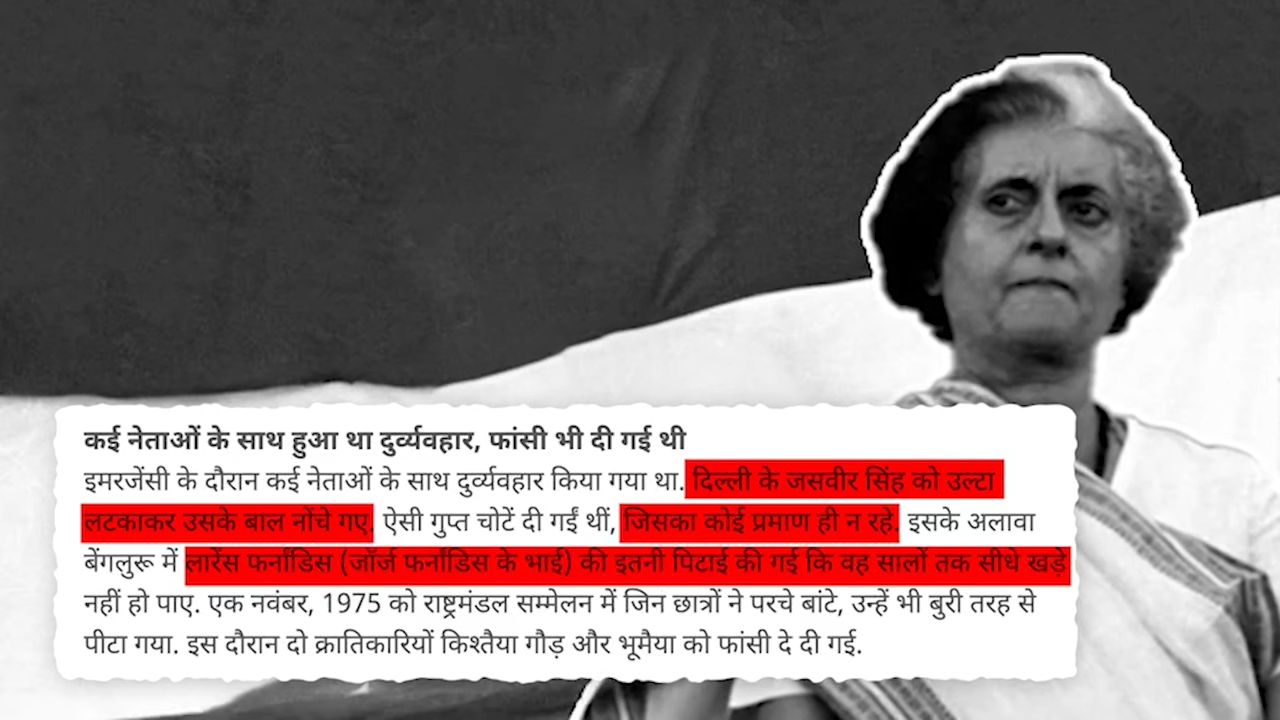 कई नेताओं के साथ हुआ था दुर्व्यवहार, फांसी भी दी गई थी
इमरजेंसी के दौरान कई नेताओं के साथ दुर्व्यवहार किया गया था. दिल्ली के जसवीर सिंह को उल्टा
लटकाकर उसके बाल नोंचे गए. ऐसी गुप्त चोटें दी गईं थीं, जिसका कोई प्रमाण ही न रहे. इसके अलावा
बेंगलुरू में लारेंस फर्नांडिस (जॉर्ज फर्नांडिस के भाई) की इतनी पिटाई की गई कि वह सालों तक सीधे खड़े
नहीं हो पाए. एक नवंबर, 1975 को राष्ट्रमंडल सम्मेलन में जिन छात्रों ने परचे बांटे, उन्हें भी बुरी तरह से
पीटा गया. इस दौरान दो क्रातिकारियों किश्तैया गौड़ और भूमैया को फांसी दे दी गई.